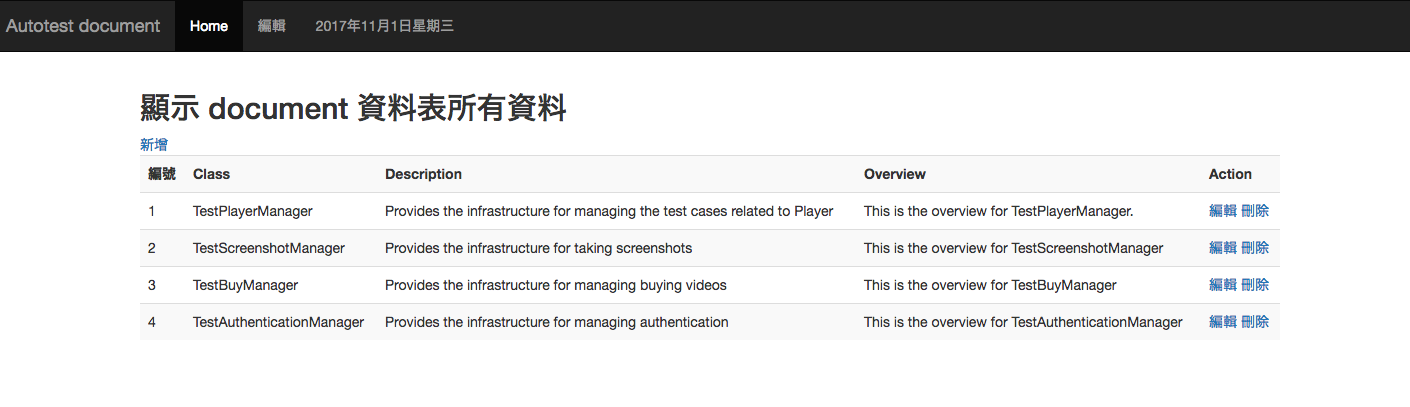 Autotest document Home 編輯 2017年11月1日星期三
顯示 document 資料表所有資料
新增
編號 Class Description Overview Action
1 TestPlayerManager Provides the infrastructure for managing the test cases related to Player This is the overview for TestPlayerManager. 編輯 刪除
2 TestScreenshotManager Provides the infrastructure for taking screenshots This is the overview for TestScreenshotManager 編輯 刪除
3 TestBuyManager Provides the infrastructure for managing buying videos This is the overview for TestBuyManager 編輯 刪除
4 TestAuthenticationManager Provides the infrastructure for managing authentication This is the overview for TestAuthenticationManager 編輯 刪除